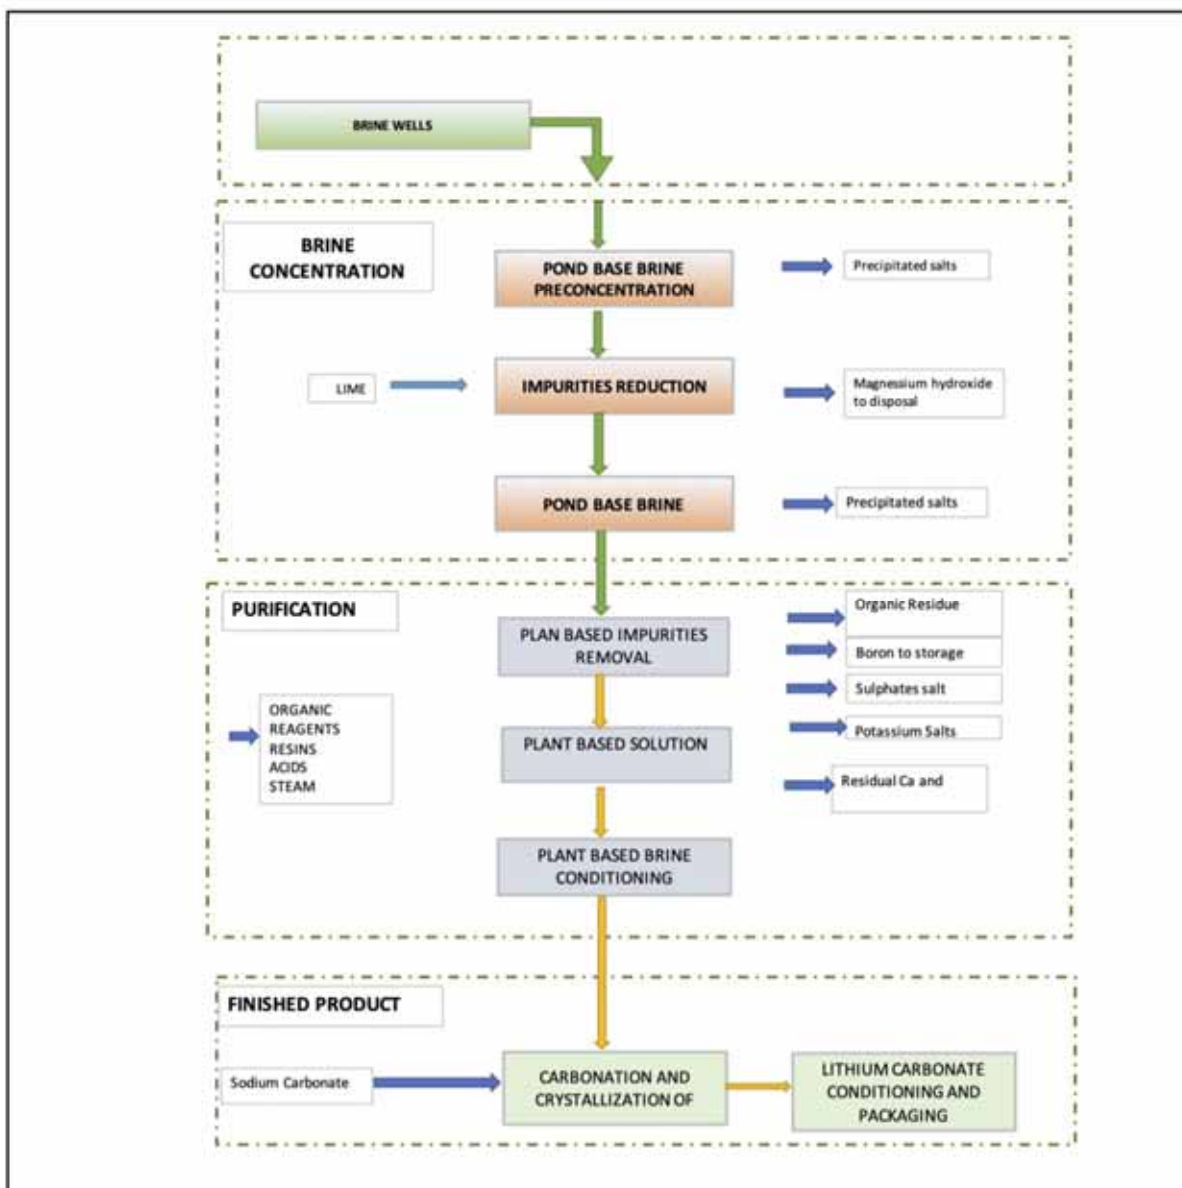 BRINE WELLS
BRINE
CONCENTRATION
POND BASE BRINE
PRECONCENTRATION
Precipitated salts
LIME
IMPURITIES REDUCTION
Magnessium hydroxide
to disposal
POND BASE BRINE
Precipitated salts
PURIFICATION
PLAN BASED IMPURITIES
REMOVAL
Organic Residue
Boron to storage
Sulphates salt
ORGANIC
REAGENTS
RESINS
ACIDS
STEAM
PLANT BASED SOLUTION
Potassium Salts
Residual Ca and
PLANT BASED BRINE
CONDITIONING
FINISHED PRODUCT
Sodium Carbonate
CARBONATION AND
CRYSTALLIZATION OF
LITHIUM CARBONATE
CONDITIONING AND
PACKAGING